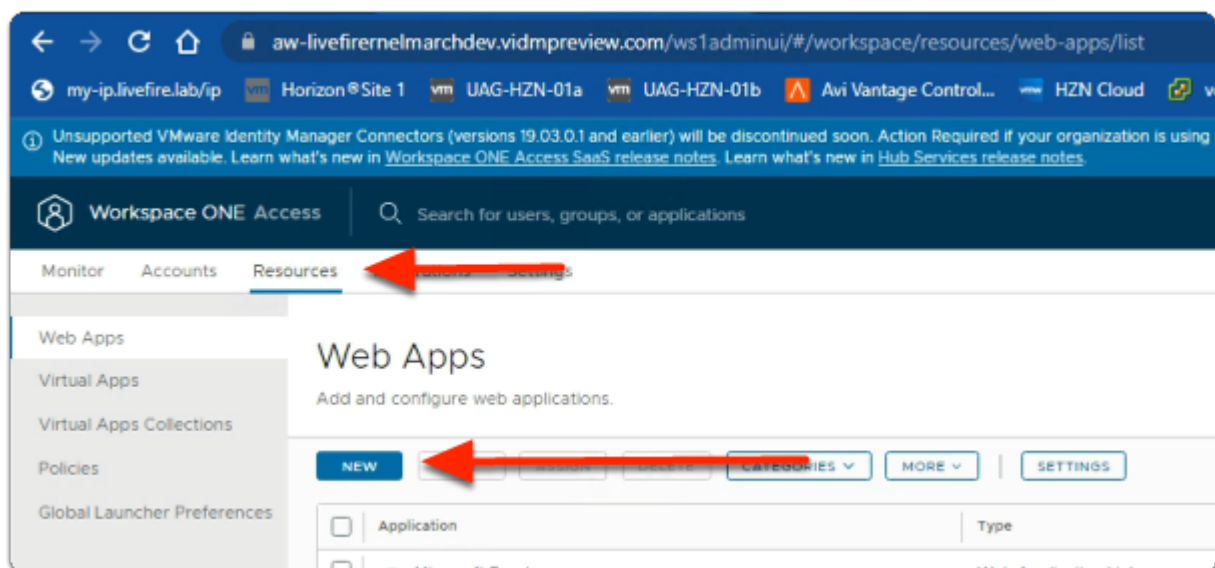 aw-livefirernelmarchdev.vidmpreview.com/ws1adminui/#/workspace/resources/web-apps/list
my-ip.livefire.lab/ip vm Horizon®Site 1 vm UAG-HZN-01a vm UAG-HZN-01b Avi Vantage Control... HZN Cloud
Unsupported VMware Identity Manager Connectors (versions 19.03.0.1 and earlier) will be discontinued soon. Action Required if your organization is using
New updates available. Learn what's new in Workspace ONE Access SaaS release notes. Learn what's new in Hub Services release notes.
Workspace ONE Access Search for users, groups, or applications
Monitor Accounts Resources Settings
Web Apps
Virtual Apps
Virtual Apps Collections
Policies
Global Launcher Preferences
Web Apps
Add and configure web applications.
NEW CATEGORIES MORE SETTINGS
Application Type